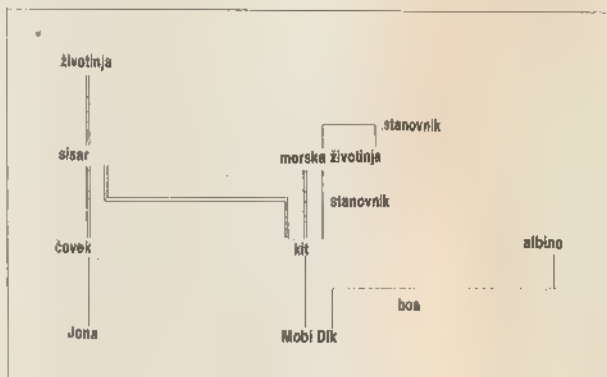 životinja
stanovnik
sisar
morska životinja
stanovnik
čovek
kit
albino
boa
Jona
Mobi Dik